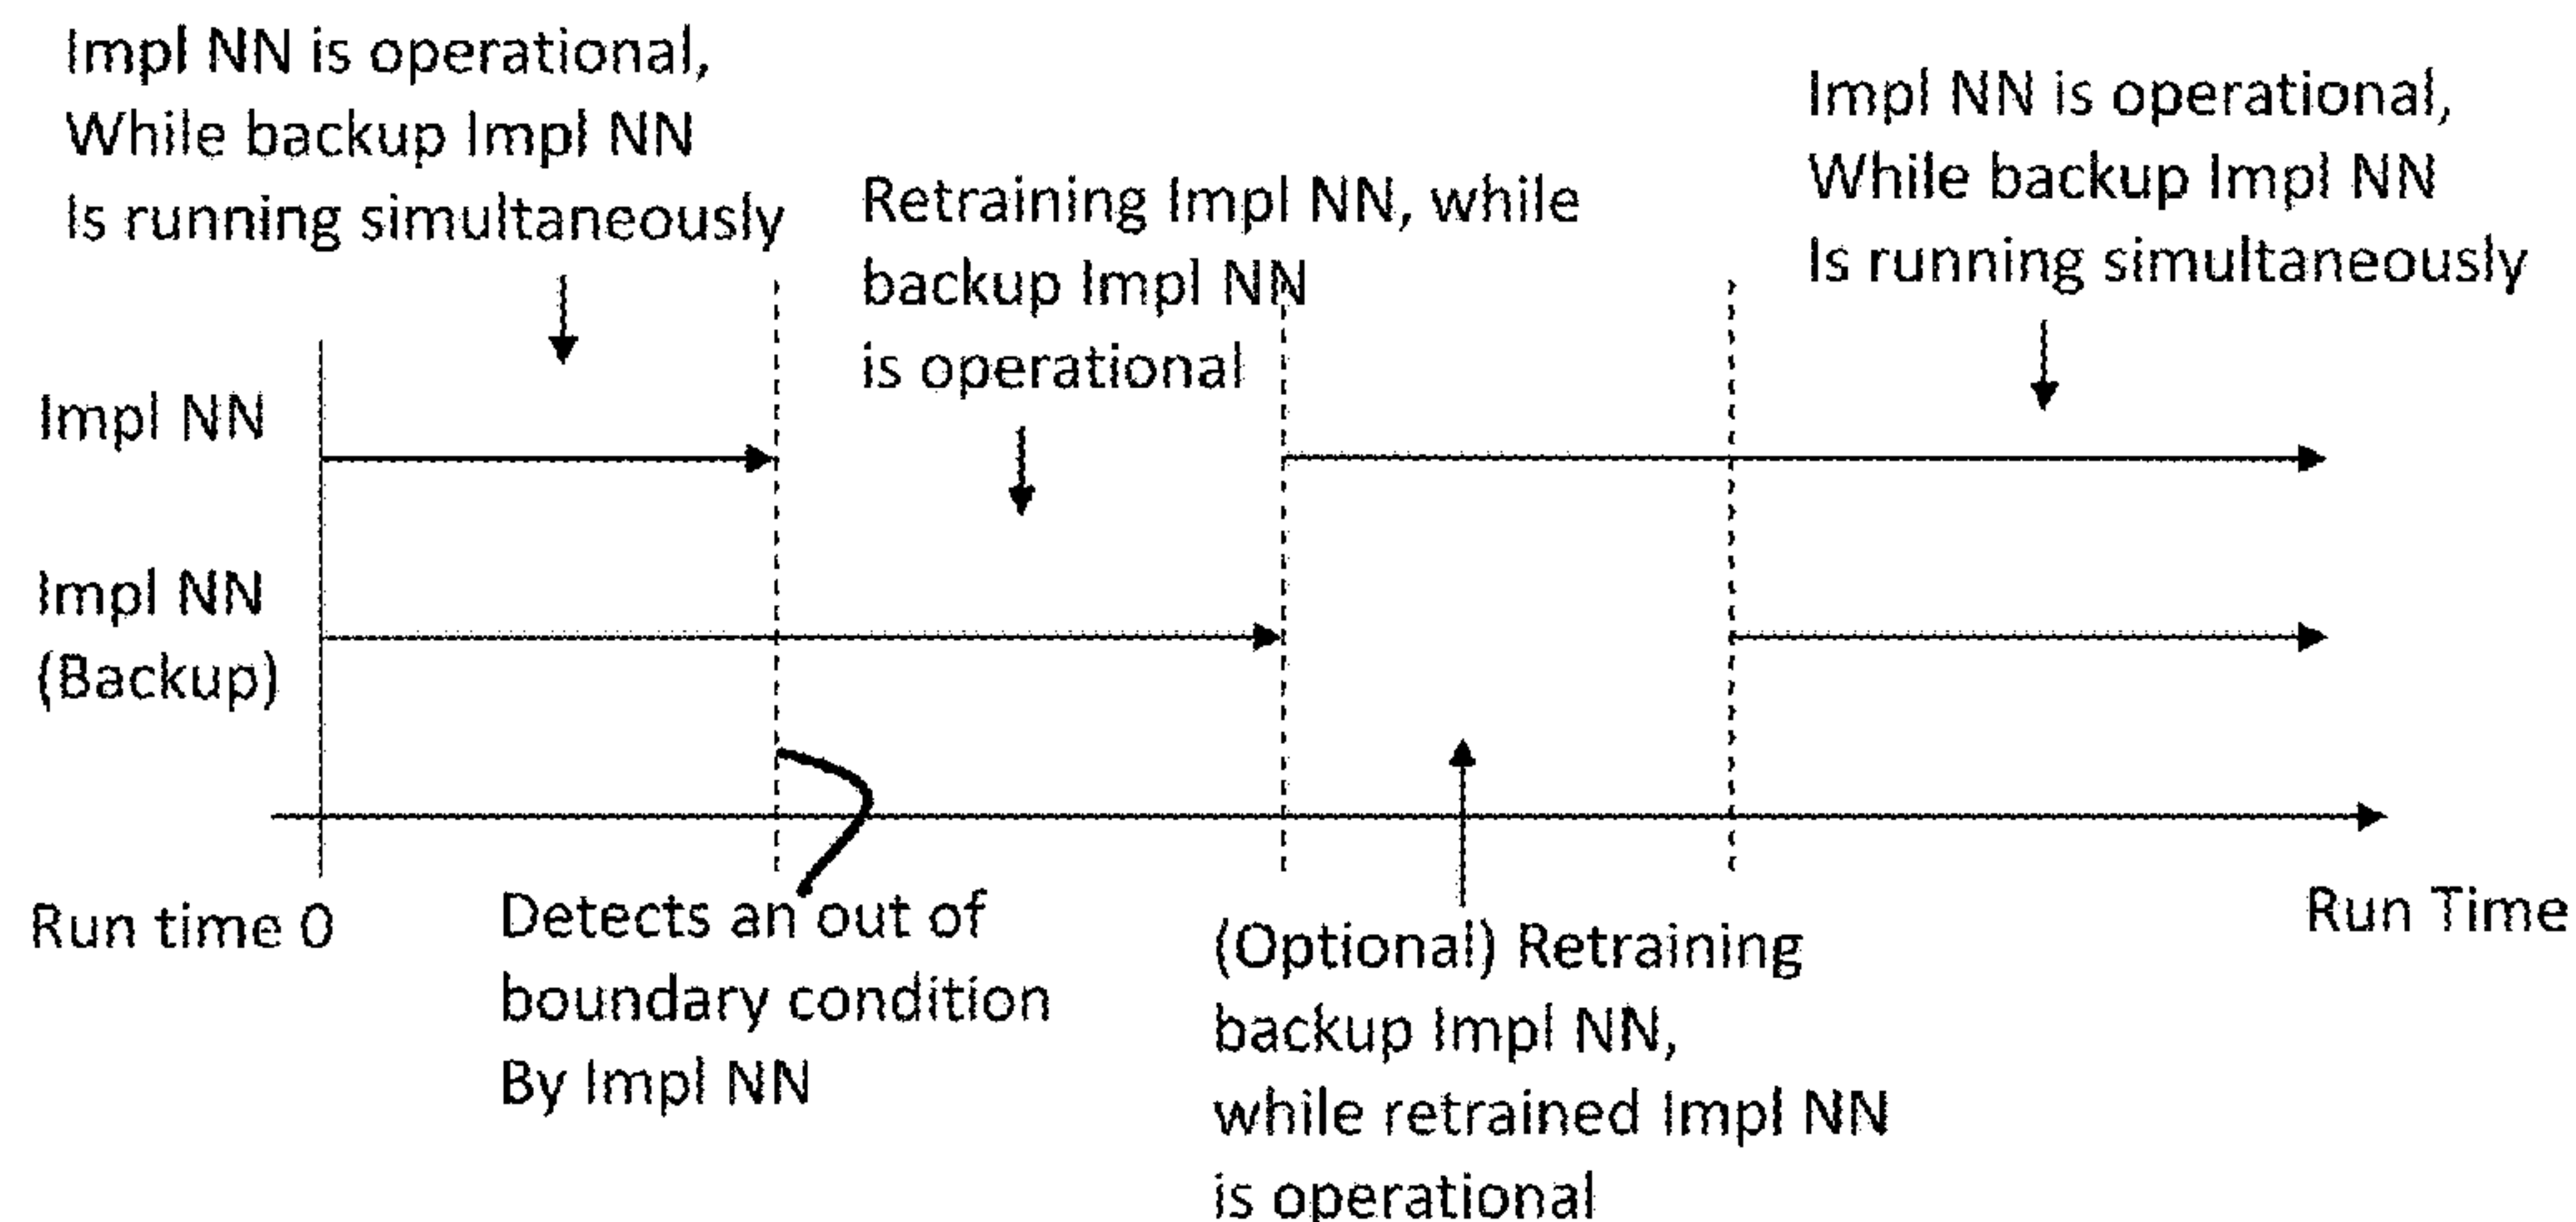 Impl NN is operational,
While backup Impl NN
Is running simultaneously
Retraining Impl NN, while
backup Impl NN
is operational
Impl NN is operational,
While backup Impl NN
Is running simultaneously
Impl NN
Impl NN
(Backup)
Run time 0
Detects an out of
boundary condition
By Impl NN
(Optional) Retraining
backup Impl NN,
while retrained Impl NN
is operational
Run Time